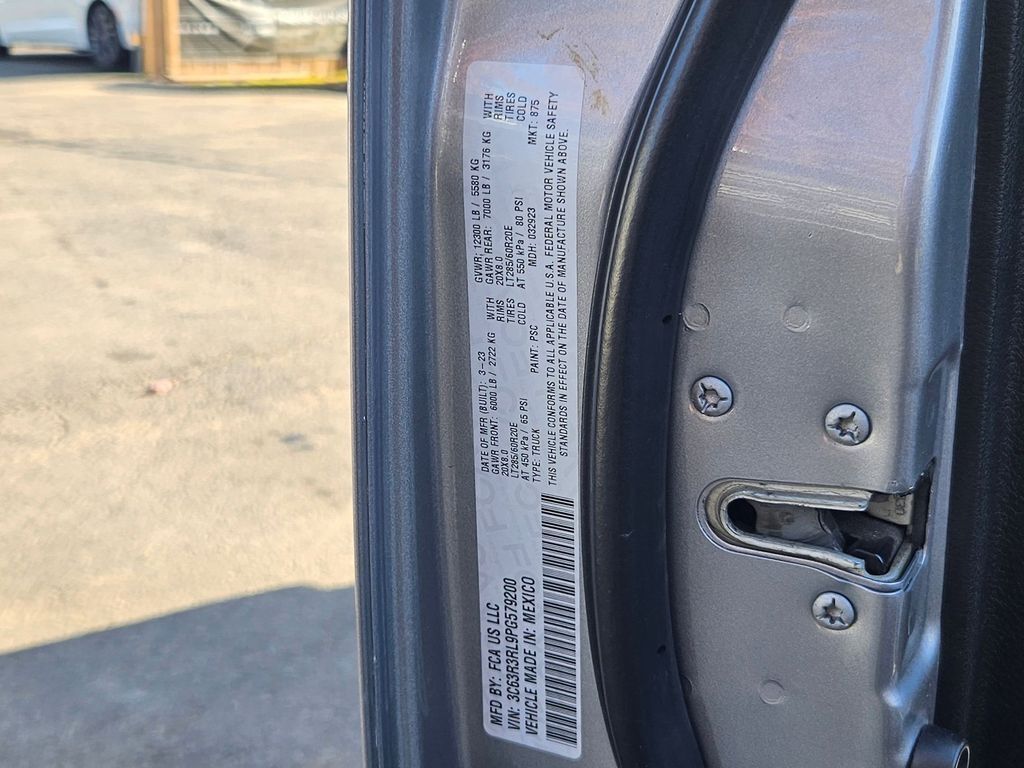 MFD BY: FCA US LLC
VIN: 3C63R3RL9PG579200
VEHICLE MADE IN: MEXICO
DATE OF MFR (BUILT): 3-23
GAWR FRONT: 6000 LB / 2722 KG WITH
20X8.0 RIMS
LT285/60R20E TIRES
AT 450 kPa / 65 PSI COLD
TYPE: TRUCK PAINT: PSC
GVWR: 12300 LB / 5580 KG
GAWR REAR: 7000 LB / 3176 KG WITH
20X8.0 RIMS
LT285/60R20E TIRES
AT 550 kPa / 80 PSI COLD
MDH: 032923 MKT: 875
THIS VEHICLE CONFORMS TO ALL APPLICABLE U.S.A. FEDERAL MOTOR VEHICLE SAFETY
STANDARDS IN EFFECT ON THE DATE OF MANUFACTURE SHOWN ABOVE.